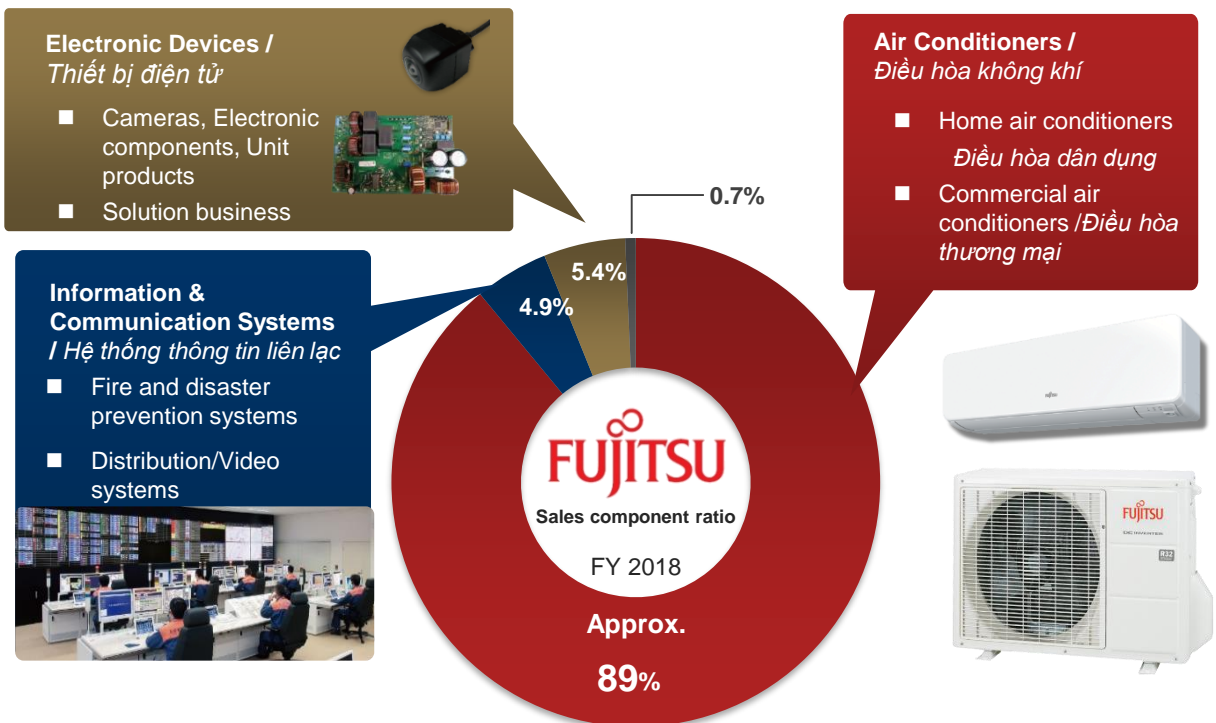 Electronic Devices /
Thiết bị điện tử
Cameras, Electronic
components, Unit
products
Solution business
Air Conditioners /
Điều hòa không khí
Home air conditioners
Điều hòa dân dụng
Commercial air
conditioners /Điều hòa
thương mại
0.7%
5.4%
4.9%
Information &
Communication Systems
/ Hệ thống thông tin liên lạc
Fire and disaster
prevention systems
Distribution/Video
systems
FUJITSU
Sales component ratio
FY 2018
Approx.
89%
FUJITSU
DC INVERTER
R32